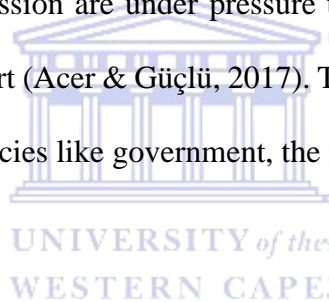 ssion are under pressure
rt (Acer & Güçlü, 2017).
cies like government, the
UNIVERSITY of the
WESTERN CAPE